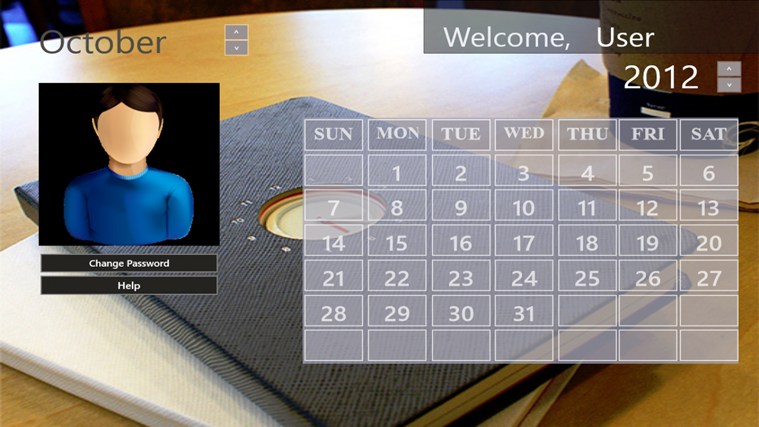 October
Welcome, User
2012
SUN MON TUE WED THU FRI SAT
1 2 3 4 5 6
7 8 9 10 11 12 13
14 15 16 17 18 19 20
21 22 23 24 25 26 27
28 29 30 31
Change Password
Help